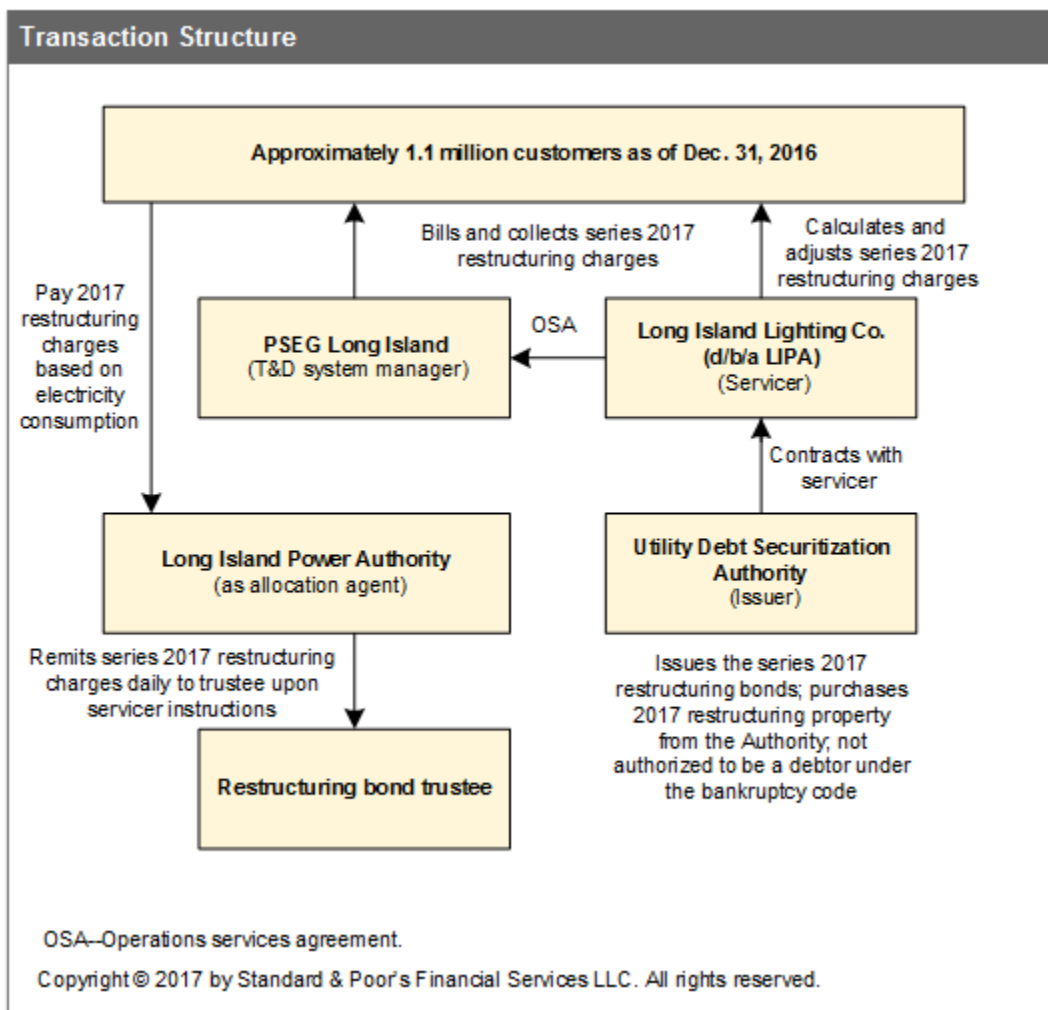 Transaction Structure
Approximately 1.1 million customers as of Dec. 31, 2016
Bills and collects series 2017
restructuring charges
Calculates and
adjusts series 2017
restructuring charges
Pay 2017
restructuring
charges
based on
electricity
consumption
PSEG Long Island
(T&D system manager)
OSA
Long Island Lighting Co.
(d/b/a LIPA)
(Servicer)
Contracts with
servicer
Long Island Power Authority
(as allocation agent)
Utility Debt Securitization
Authority
(Issuer)
Remits series 2017 restructuring
charges daily to trustee upon
servicer instructions
Issues the series 2017
restructuring bonds; purchases
2017 restructuring property
from the Authority; not
authorized to be a debtor under
the bankruptcy code
Restructuring bond trustee
OSA--Operations services agreement.
Copyright © 2017 by Standard & Poor's Financial Services LLC. All rights reserved.